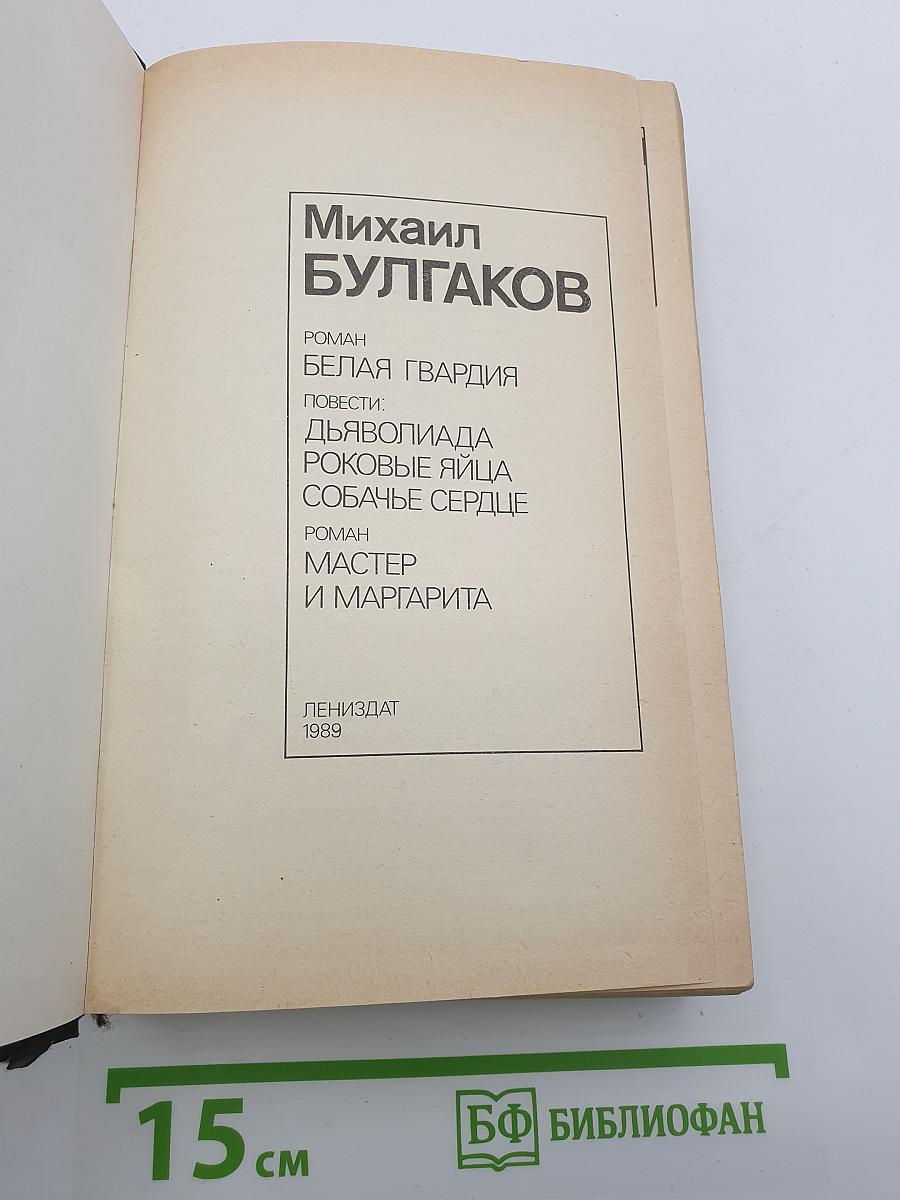 Михаил
БУЛГАКОВ
РОМАН
БЕЛАЯ ГВАРДИЯ
ПОВЕСТИ:
ДЬЯВОЛИАДА
РОКОВЫЕ ЯЙЦА
СОБАЧЬЕ СЕРДЦЕ
РОМАН
МАСТЕР
И МАРГАРИТА
ЛЕНИЗДАТ
1989
15 см
БФ БИБЛИОФАН